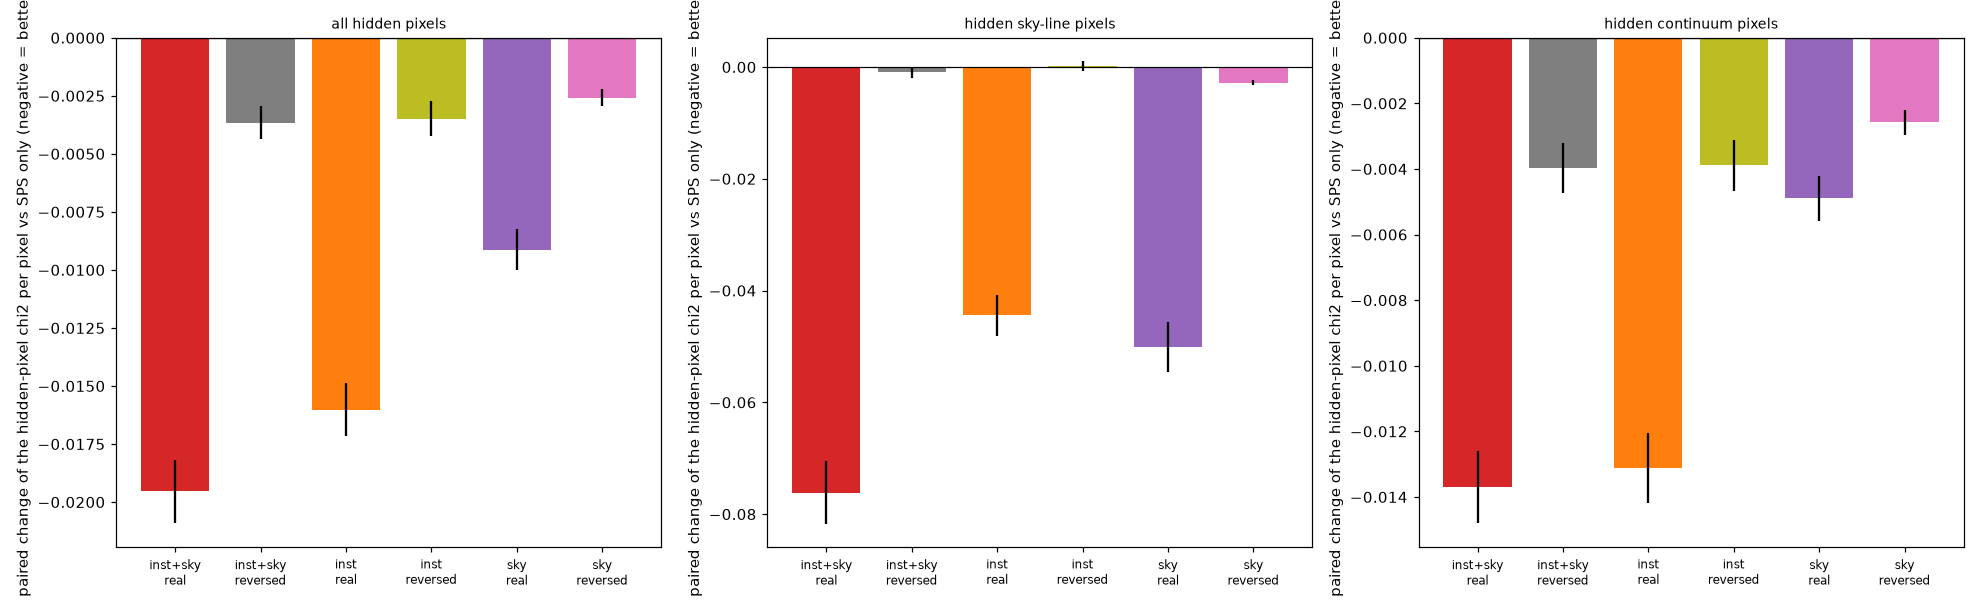 all hidden pixels
paired change of the hidden-pixel chi2 per pixel vs SPS only (negative = bette
0.0000
−0.0025
−0.0050
−0.0075
−0.0100
−0.0125
−0.0150
−0.0175
−0.0200
inst+sky
real
inst+sky
reversed
inst
real
inst
reversed
sky
real
sky
reversed
hidden sky-line pixels
paired change of the hidden-pixel chi2 per pixel vs SPS only (negative = bette
0.00
−0.02
−0.04
−0.06
−0.08
inst+sky
real
inst+sky
reversed
inst
real
inst
reversed
sky
real
sky
reversed
hidden continuum pixels
paired change of the hidden-pixel chi2 per pixel vs SPS only (negative = bette
0.000
−0.002
−0.004
−0.006
−0.008
−0.010
−0.012
−0.014
inst+sky
real
inst+sky
reversed
inst
real
inst
reversed
sky
real
sky
reversed